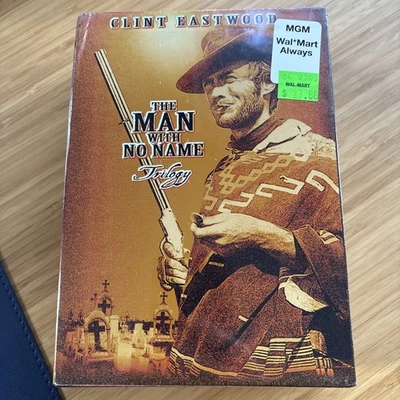 CLINT EASTWOOD
MGM
Wal*Mart
Always
WAL-MART
THE
MAN
WITH
NO NAME
Trilogy